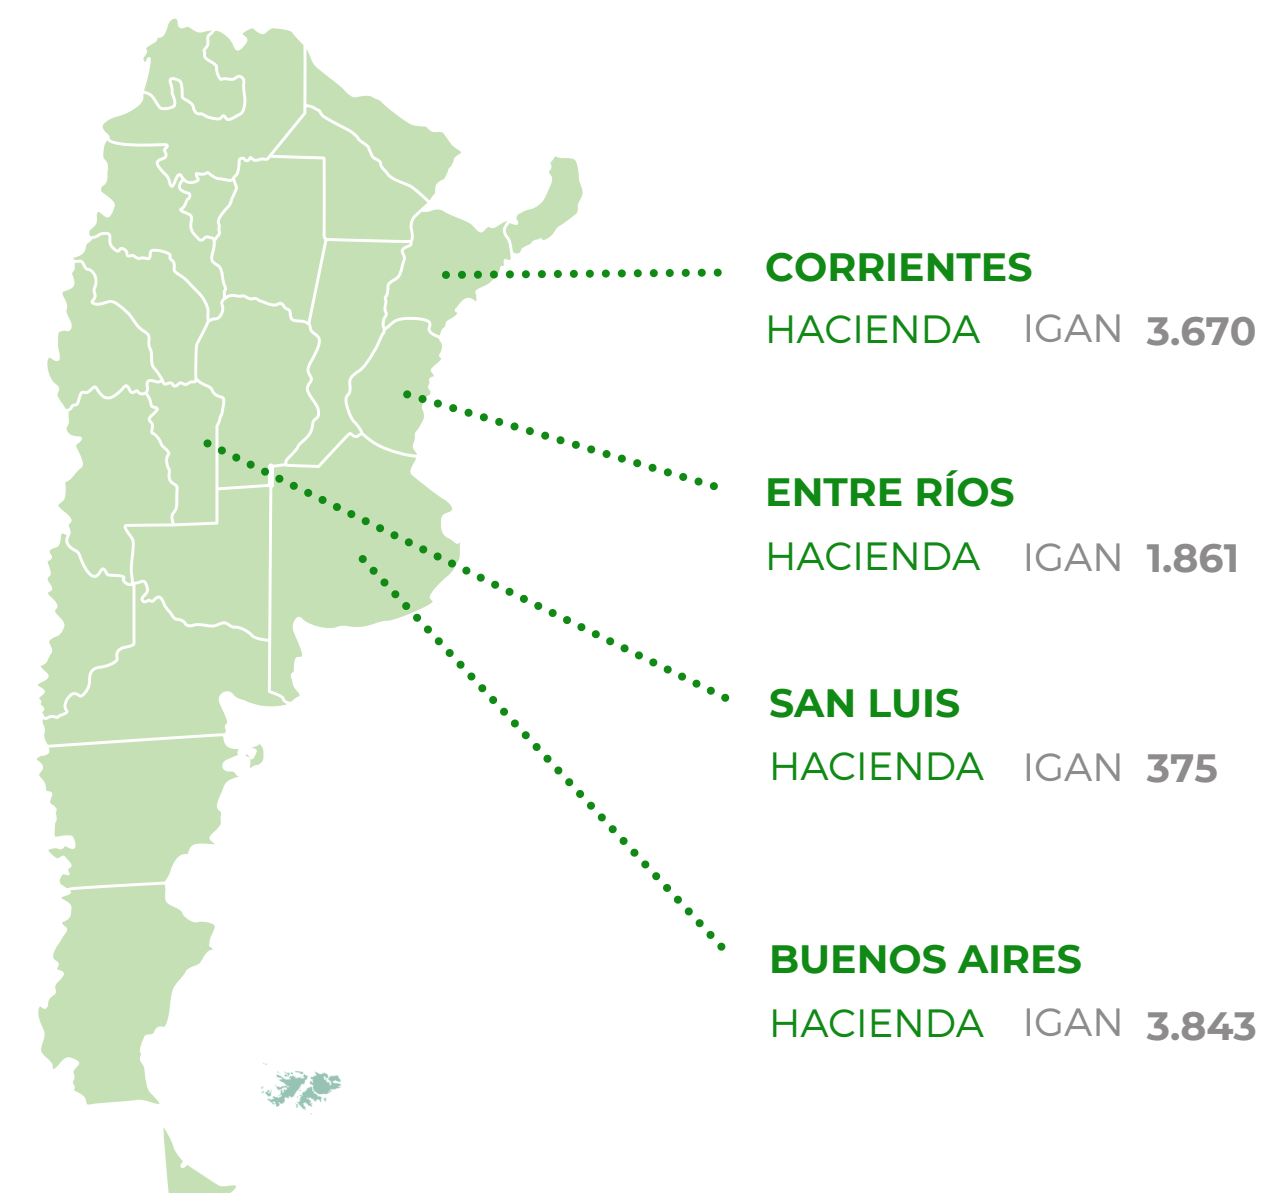 CORRIENTES
HACIENDA IGAN 3.670
ENTRE RÍOS
HACIENDA IGAN 1.861
SAN LUIS
HACIENDA IGAN 375
BUENOS AIRES
HACIENDA IGAN 3.843